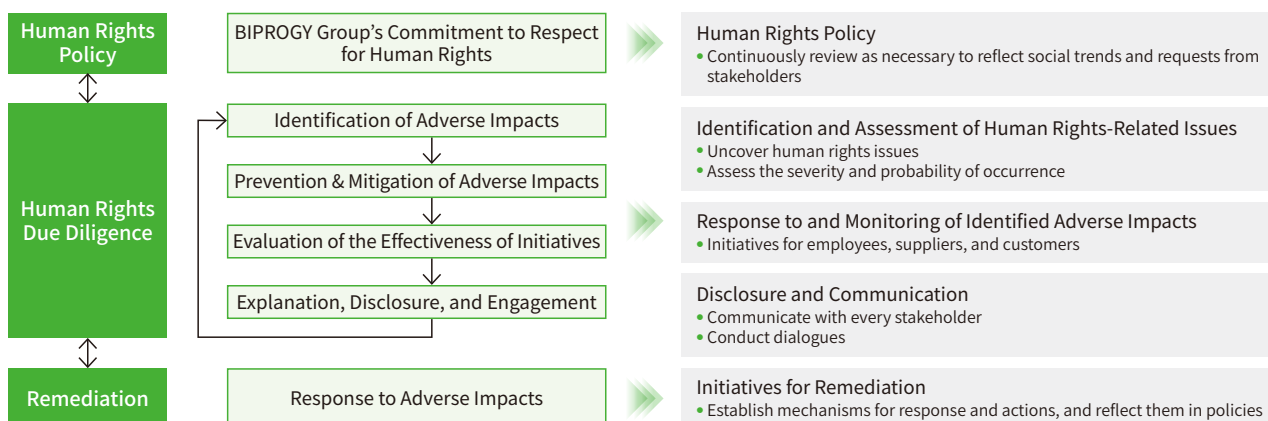 Human Rights
Policy
BIPROGY Group's Commitment to Respect
for Human Rights
Human Rights Policy
• Continuously review as necessary to reflect social trends and requests from
stakeholders
Human Rights
Due Diligence
Identification of Adverse Impacts
Prevention & Mitigation of Adverse Impacts
Evaluation of the Effectiveness of Initiatives
Explanation, Disclosure, and Engagement
Identification and Assessment of Human Rights-Related Issues
• Uncover human rights issues
• Assess the severity and probability of occurrence
Response to and Monitoring of Identified Adverse Impacts
• Initiatives for employees, suppliers, and customers
Disclosure and Communication
• Communicate with every stakeholder
• Conduct dialogues
Remediation
Response to Adverse Impacts
Initiatives for Remediation
• Establish mechanisms for response and actions, and reflect them in policies